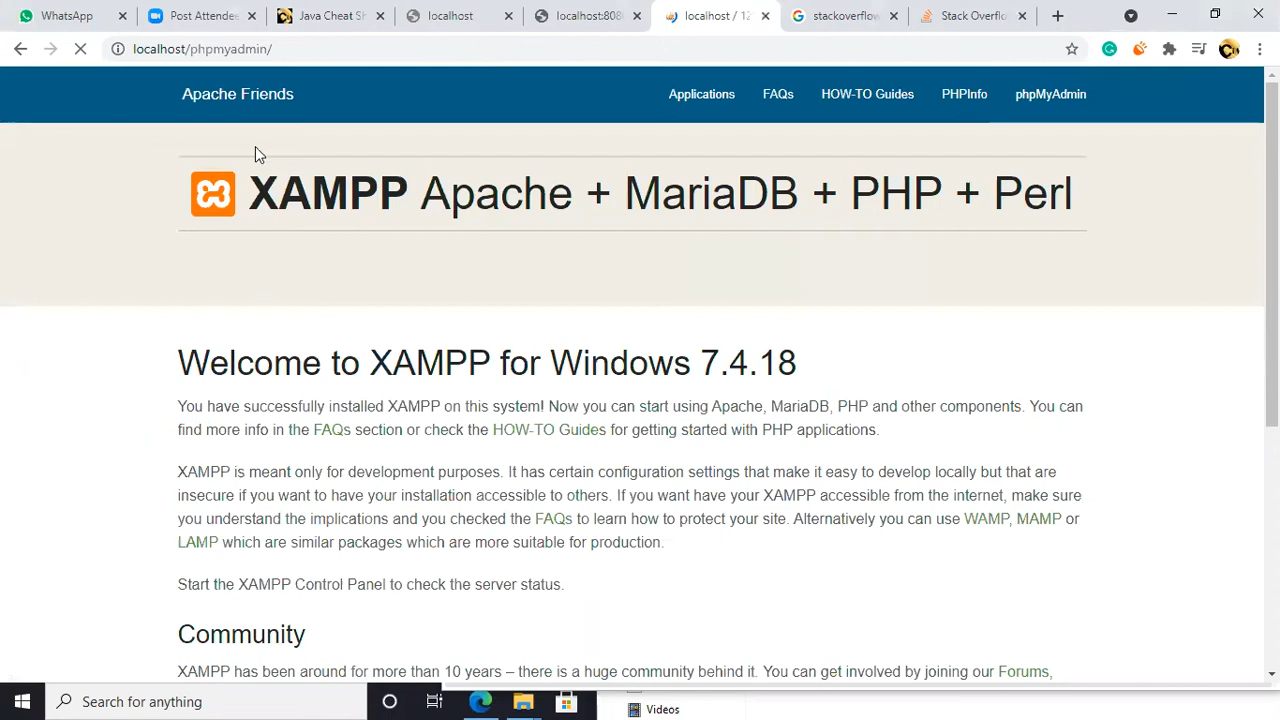 WhatsApp
Post Attende
Java Cheat S
localhost
localhost:808
localhost / 12
stackoverflow
Stack Overflo
localhost/phpmyadmin/
Apache Friends
Applications
FAQs
HOW-TO Guides
PHPInfo
phpMyAdmin
XAMPP Apache + MariaDB + PHP + Perl
Welcome to XAMPP for Windows 7.4.18
You have successfully installed XAMPP on this system! Now you can start using Apache, MariaDB, PHP and other components. You can
find more info in the FAQs section or check the HOW-TO Guides for getting started with PHP applications.
XAMPP is meant only for development purposes. It has certain configuration settings that make it easy to develop locally but that are
insecure if you want to have your installation accessible to others. If you want have your XAMPP accessible from the internet, make sure
you understand the implications and you checked the FAQs to learn how to protect your site. Alternatively you can use WAMP, MAMP or
LAMP which are similar packages which are more suitable for production.
Start the XAMPP Control Panel to check the server status.
Community
XAMPP has been around for more than 10 years – there is a huge community behind it. You can get involved by joining our Forums,
Search for anything
Videos